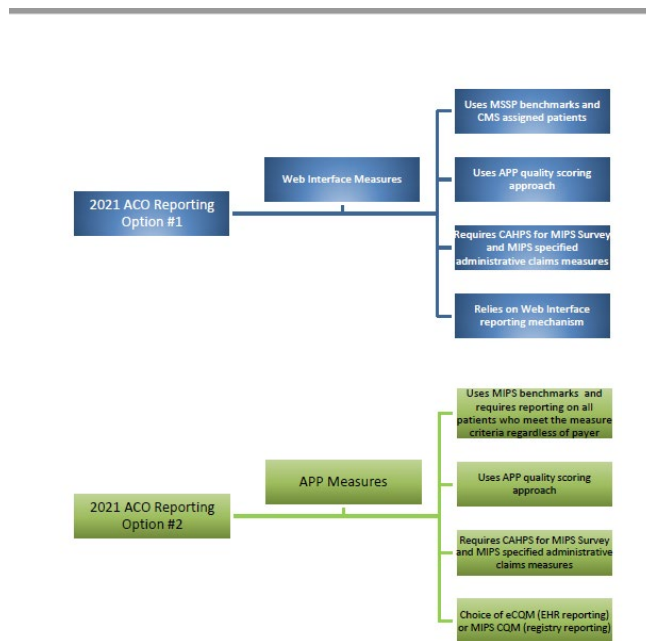 Uses MSSP benchmarks and
CMS assigned patients
Web Interface Measures
Uses APP quality scoring
approach
2021 ACO Reporting
Option #1
Requires CAHPS for MIPS Survey
and MIPS specified
administrative claims measures
Relies on Web Interface
reporting mechanism
Uses MIPS benchmarks and
requires reporting on all
patients who meet the measure
criteria regardless of payer
APP Measures
Uses APP quality scoring
approach
2021 ACO Reporting
Option #2
Requires CAHPS for MIPS Survey
and MIPS specified administrative
claims measures
Choice of eCQM (EHR reporting)
or MIPS CQM (registry reporting)